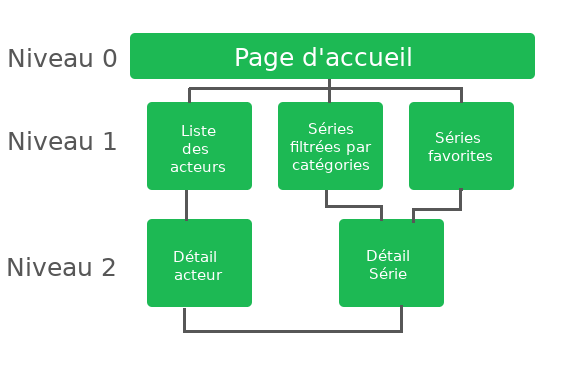 Niveau 0
Page d'accueil
Niveau 1
Liste
des
acteurs
Séries
filtrées par
catégories
Séries
favorites
Niveau 2
Détail
acteur
Détail
Série